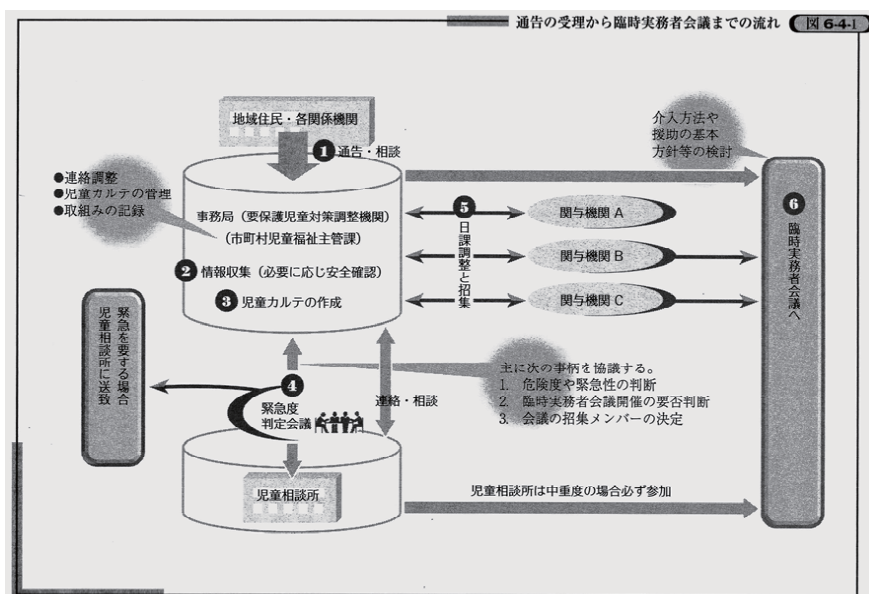 通告の受理から臨時実務者会議までの流れ 図6-4-1
地域住民・各関係機関
❶通告・相談
●連絡調整
●児童カルテの管理
●取組みの記録
事務局(要保護児童対策調整機関)
(市町村児童福祉主管課)
❷情報収集(必要に応じ安全確認)
❸児童カルテの作成
介入方法や
援助の基本
方針等の検討
❺日課調整と招集
関与機関 A
関与機関 B
関与機関 C
❻臨時実務者会議へ
緊急を要する場合
児童相談所に送致
❹
緊急度
判定会議
連絡・相談
主に次の事柄を協議する。
1. 危険度や緊急性の判断
2. 臨時実務者会議開催の要否判断
3. 会議の招集メンバーの決定
児童相談所
児童相談所は中重度の場合必ず参加